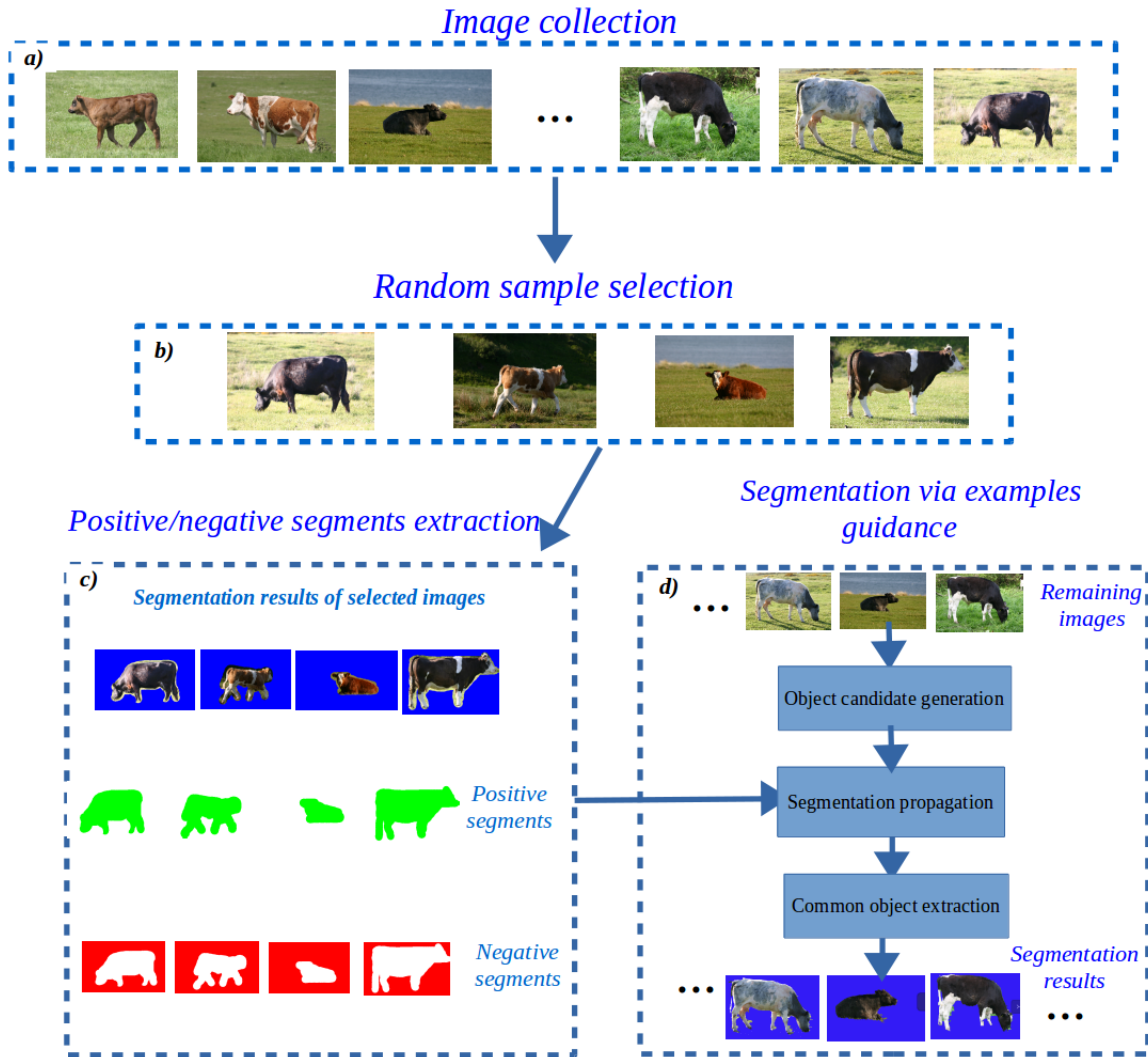 Image collection
a)
...
Random sample selection
b)
Positive/negative segments extraction
Segmentation via examples
guidance
c)
Segmentation results of selected images
Positive
segments
Negative
segments
d)
...
Remaining
images
Object candidate generation
Segmentation propagation
Common object extraction
Segmentation
results
...
...